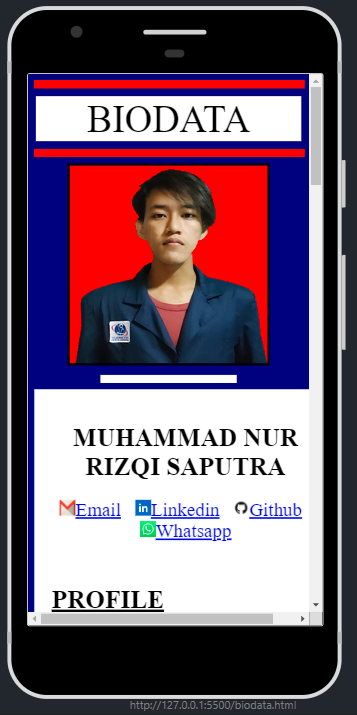 BIODATA
MUHAMMAD NUR
RIZQI SAPUTRA
Email Linkedin Github
Whatsapp
PROFILE
http://127.0.0.1:5500/biodata.html